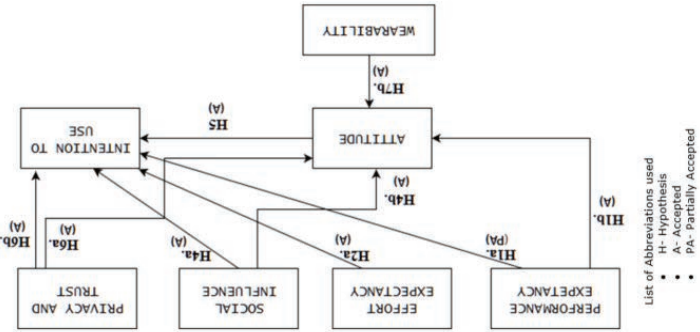 PERFORMANCE
EXPETANCY
EFFORT
EXPECTANCY
SOCIAL
INFLUENCE
PRIVACY AND
TRUST
H1b.
(A)
H1a.
(PA)
H2a.
(A)
H4a.
(A)
H6a.
(A)
H6b.
(A)
H4b.
(A)
ATTITUDE
H5
(A)
INTENTION TO
USE
H7b.
(A)
WEARABILITY
List of Abbreviations used
• H- Hypothesis
• A- Accepted
• PA- Partially Accepted